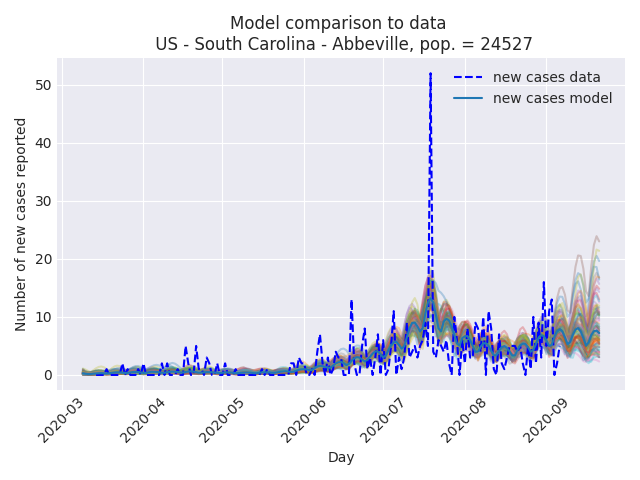 Model comparison to data
US - South Carolina - Abbeville, pop. = 24527
new cases data
new cases model
Number of new cases reported
50
40
30
20
10
0
2020-03
2020-04
2020-05
2020-06
2020-07
2020-08
2020-09
Day